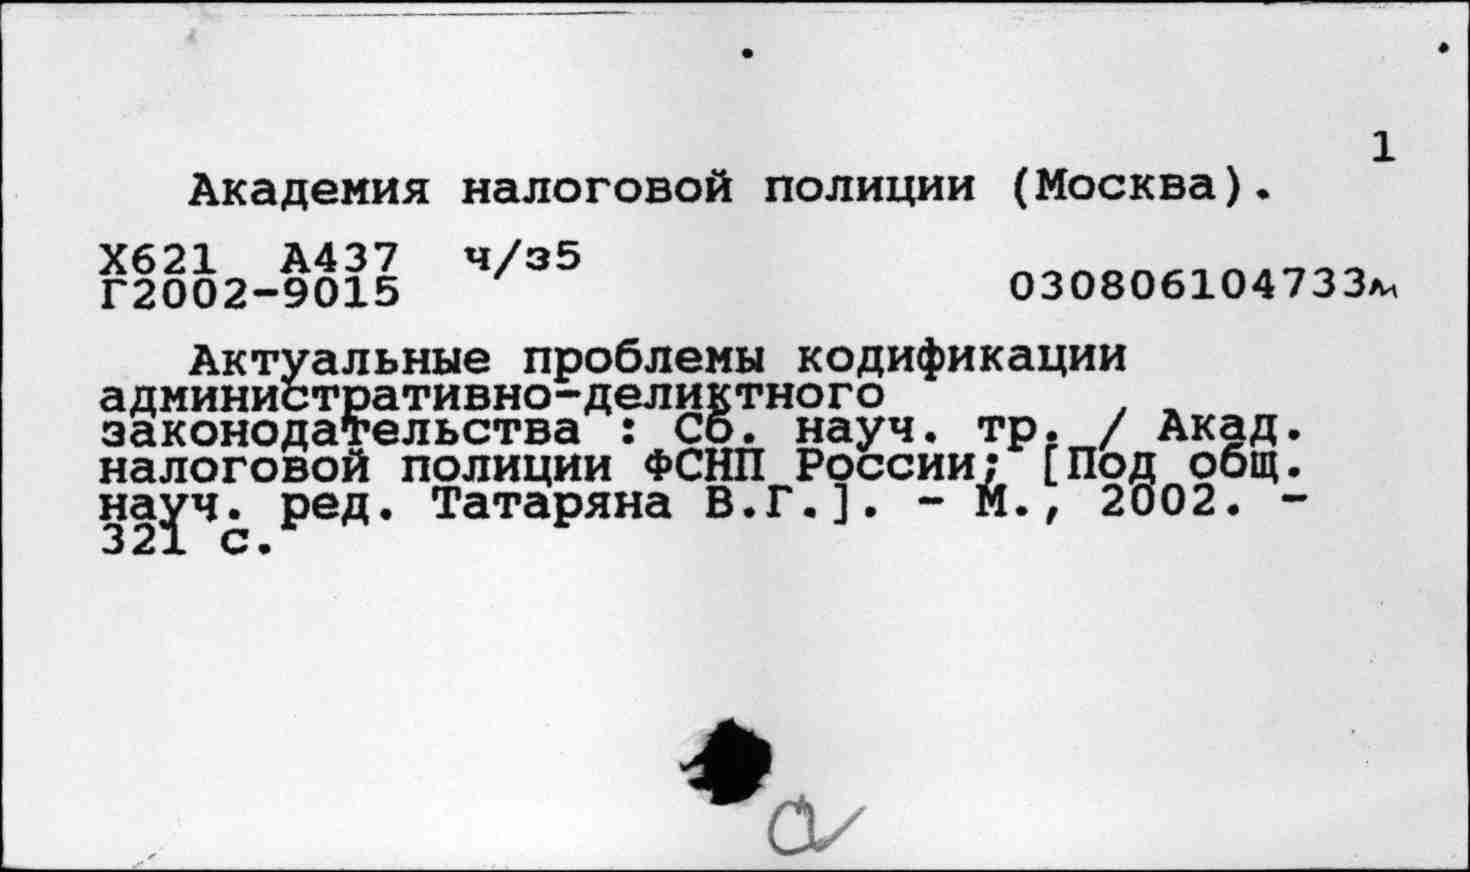 1
Академия налоговой полиции (Москва).
Х621 А437 ч/з5
Г2002-9015 030806104733ли
Актуальные проблемы кодификации
административно-деликтного
законодательства : Сб. науч. тр. / Акад.
налоговой полиции ФСНП России; [Под общ.
науч. ред. Татаряна В.Г.]. - М., 2002. -
321 с.